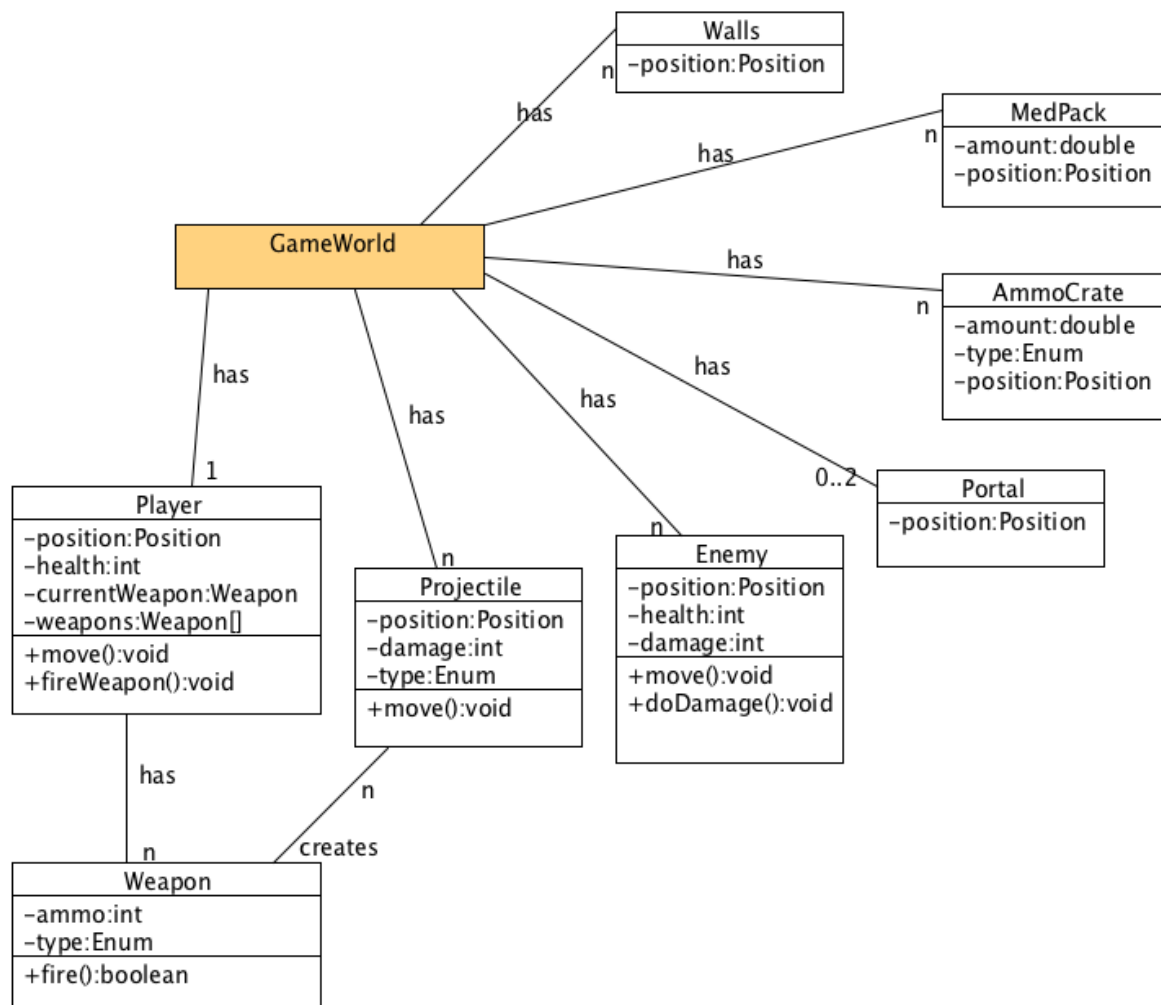 Walls
–position:Position
n
has
MedPack
–amount:double
–position:Position
n
has
GameWorld
has
AmmoCrate
–amount:double
–type:Enum
–position:Position
n
has
has
has
has
0..2
Portal
–position:Position
1
Player
–position:Position
–health:int
–currentWeapon:Weapon
–weapons:Weapon[]
+move():void
+fireWeapon():void
n
Projectile
–position:Position
–damage:int
–type:Enum
+move():void
n
Enemy
–position:Position
–health:int
–damage:int
+move():void
+doDamage():void
has
n
n
creates
Weapon
–ammo:int
–type:Enum
+fire():boolean